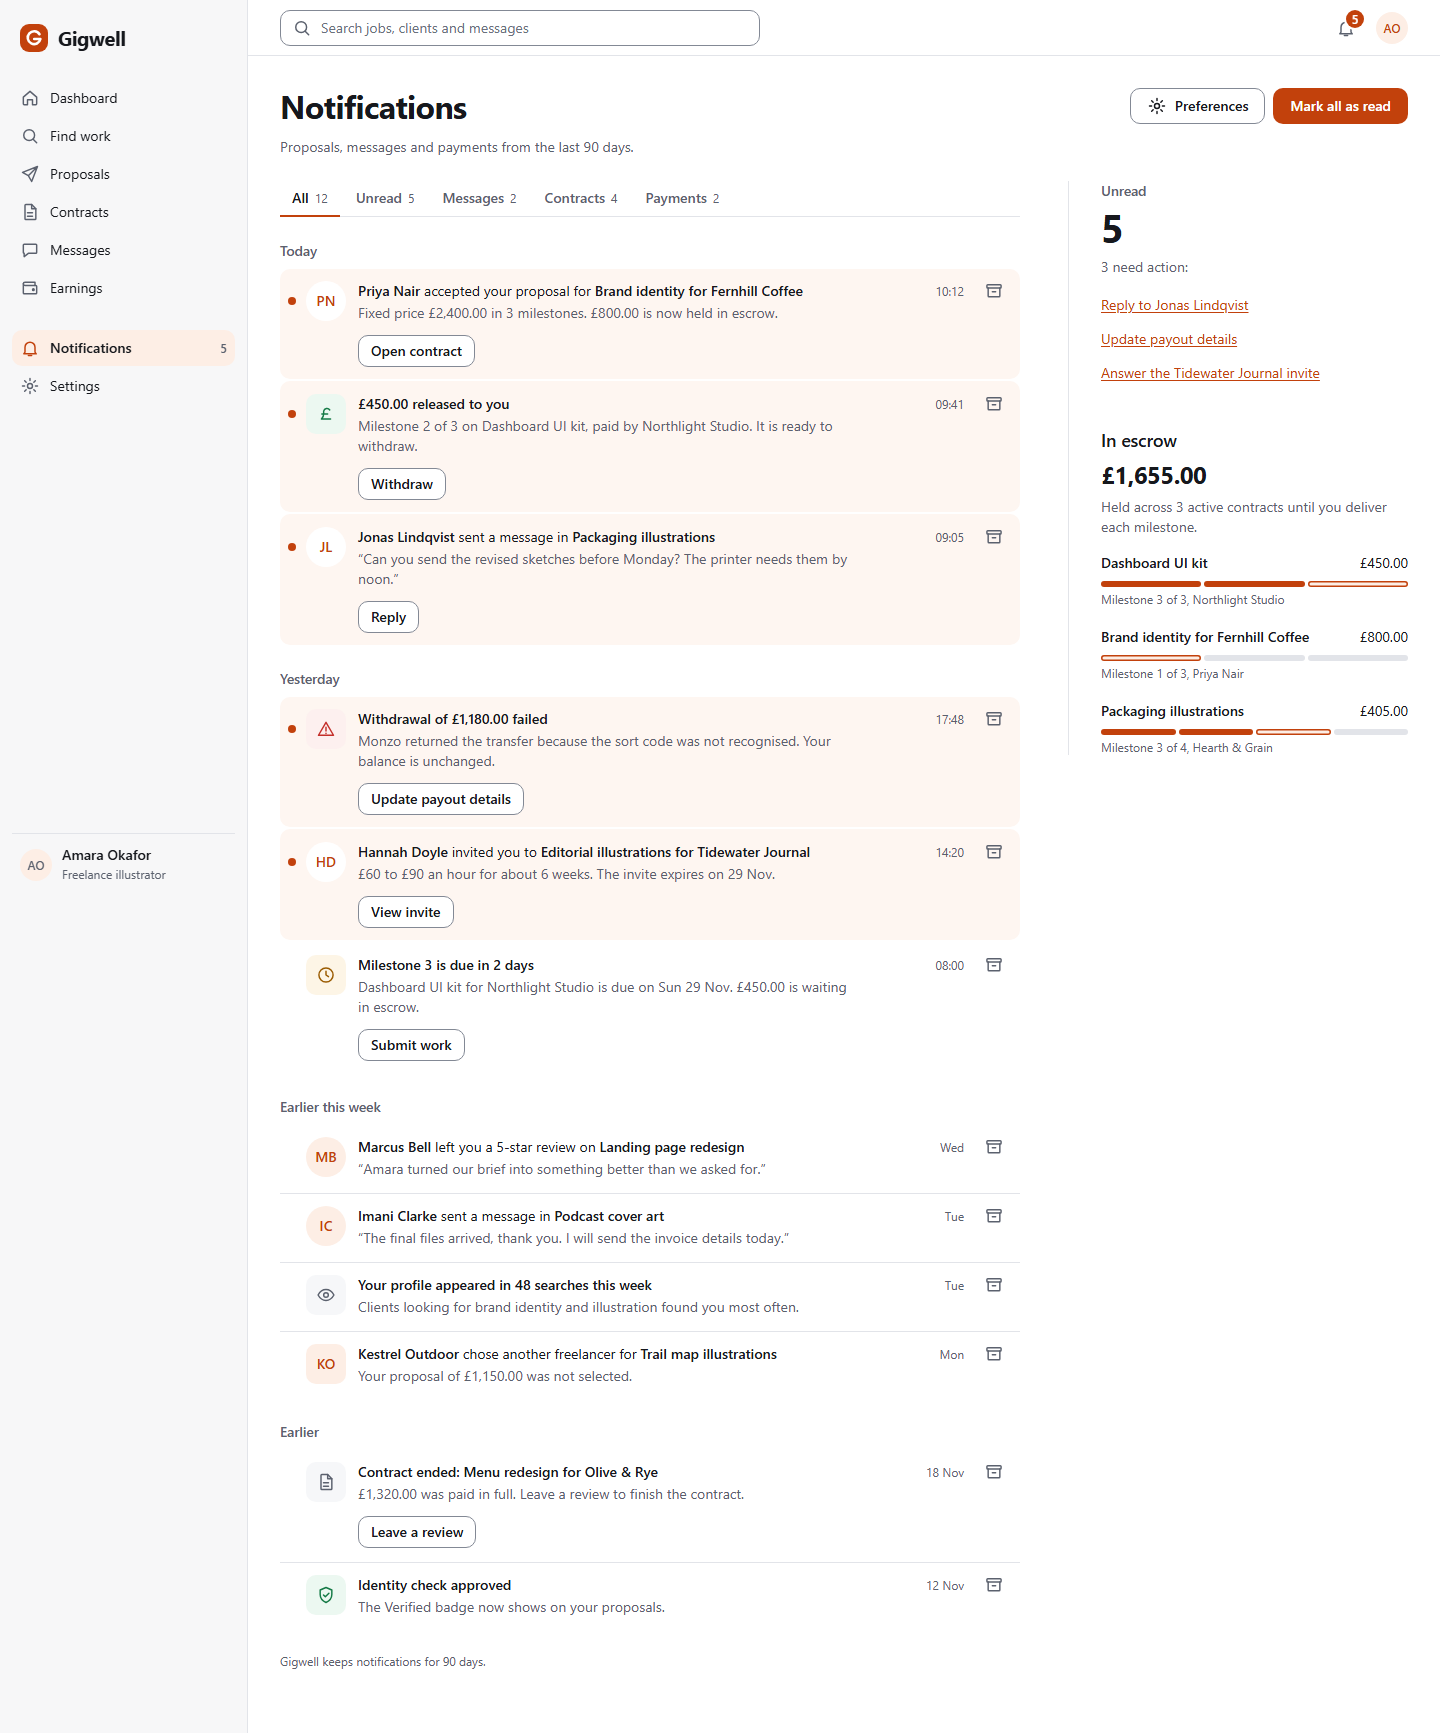 G Gigwell
Dashboard
Find work
Proposals
Contracts
Messages
Earnings
Notifications 5
Settings
AO
Amara Okafor
Freelance illustrator
Search jobs, clients and messages
5
AO
Notifications
Proposals, messages and payments from the last 90 days.
Preferences
Mark all as read
All 12
Unread 5
Messages 2
Contracts 4
Payments 2
Today
PN
Priya Nair accepted your proposal for Brand identity for Fernhill Coffee
10:12
Fixed price £2,400.00 in 3 milestones. £800.00 is now held in escrow.
Open contract
£
£450.00 released to you
09:41
Milestone 2 of 3 on Dashboard UI kit, paid by Northlight Studio. It is ready to
withdraw.
Withdraw
JL
Jonas Lindqvist sent a message in Packaging illustrations
09:05
“Can you send the revised sketches before Monday? The printer needs them by
noon.”
Reply
Yesterday
Withdrawal of £1,180.00 failed
17:48
Monzo returned the transfer because the sort code was not recognised. Your
balance is unchanged.
Update payout details
HD
Hannah Doyle invited you to Editorial illustrations for Tidewater Journal
14:20
£60 to £90 an hour for about 6 weeks. The invite expires on 29 Nov.
View invite
Milestone 3 is due in 2 days
08:00
Dashboard UI kit for Northlight Studio is due on Sun 29 Nov. £450.00 is waiting
in escrow.
Submit work
Earlier this week
MB
Marcus Bell left you a 5-star review on Landing page redesign
Wed
“Amara turned our brief into something better than we asked for.”
IC
Imani Clarke sent a message in Podcast cover art
Tue
“The final files arrived, thank you. I will send the invoice details today.”
Your profile appeared in 48 searches this week
Tue
Clients looking for brand identity and illustration found you most often.
KO
Kestrel Outdoor chose another freelancer for Trail map illustrations
Mon
Your proposal of £1,150.00 was not selected.
Earlier
Contract ended: Menu redesign for Olive & Rye
18 Nov
£1,320.00 was paid in full. Leave a review to finish the contract.
Leave a review
Identity check approved
12 Nov
The Verified badge now shows on your proposals.
Gigwell keeps notifications for 90 days.
Unread
5
3 need action:
Reply to Jonas Lindqvist
Update payout details
Answer the Tidewater Journal invite
In escrow
£1,655.00
Held across 3 active contracts until you deliver
each milestone.
Dashboard UI kit £450.00
Milestone 3 of 3, Northlight Studio
Brand identity for Fernhill Coffee £800.00
Milestone 1 of 3, Priya Nair
Packaging illustrations £405.00
Milestone 3 of 4, Hearth & Grain